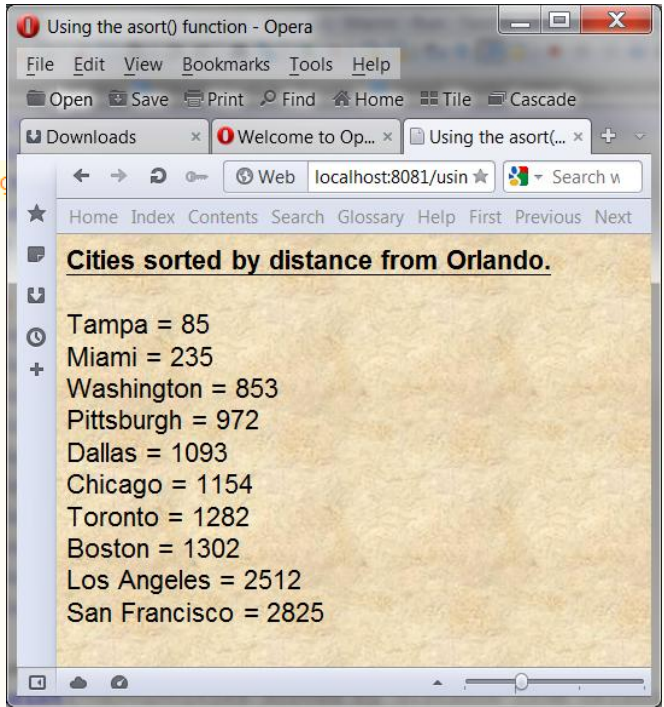 Using the asort() function - Opera
File Edit View Bookmarks Tools Help
Open Save Print Find Home Tile Cascade
Downloads × Welcome to Op... × Using the asort(... ×
Web localhost:8081/usin Search w
Home Index Contents Search Glossary Help First Previous Next
Cities sorted by distance from Orlando.
Tampa = 85
Miami = 235
Washington = 853
Pittsburgh = 972
Dallas = 1093
Chicago = 1154
Toronto = 1282
Boston = 1302
Los Angeles = 2512
San Francisco = 2825